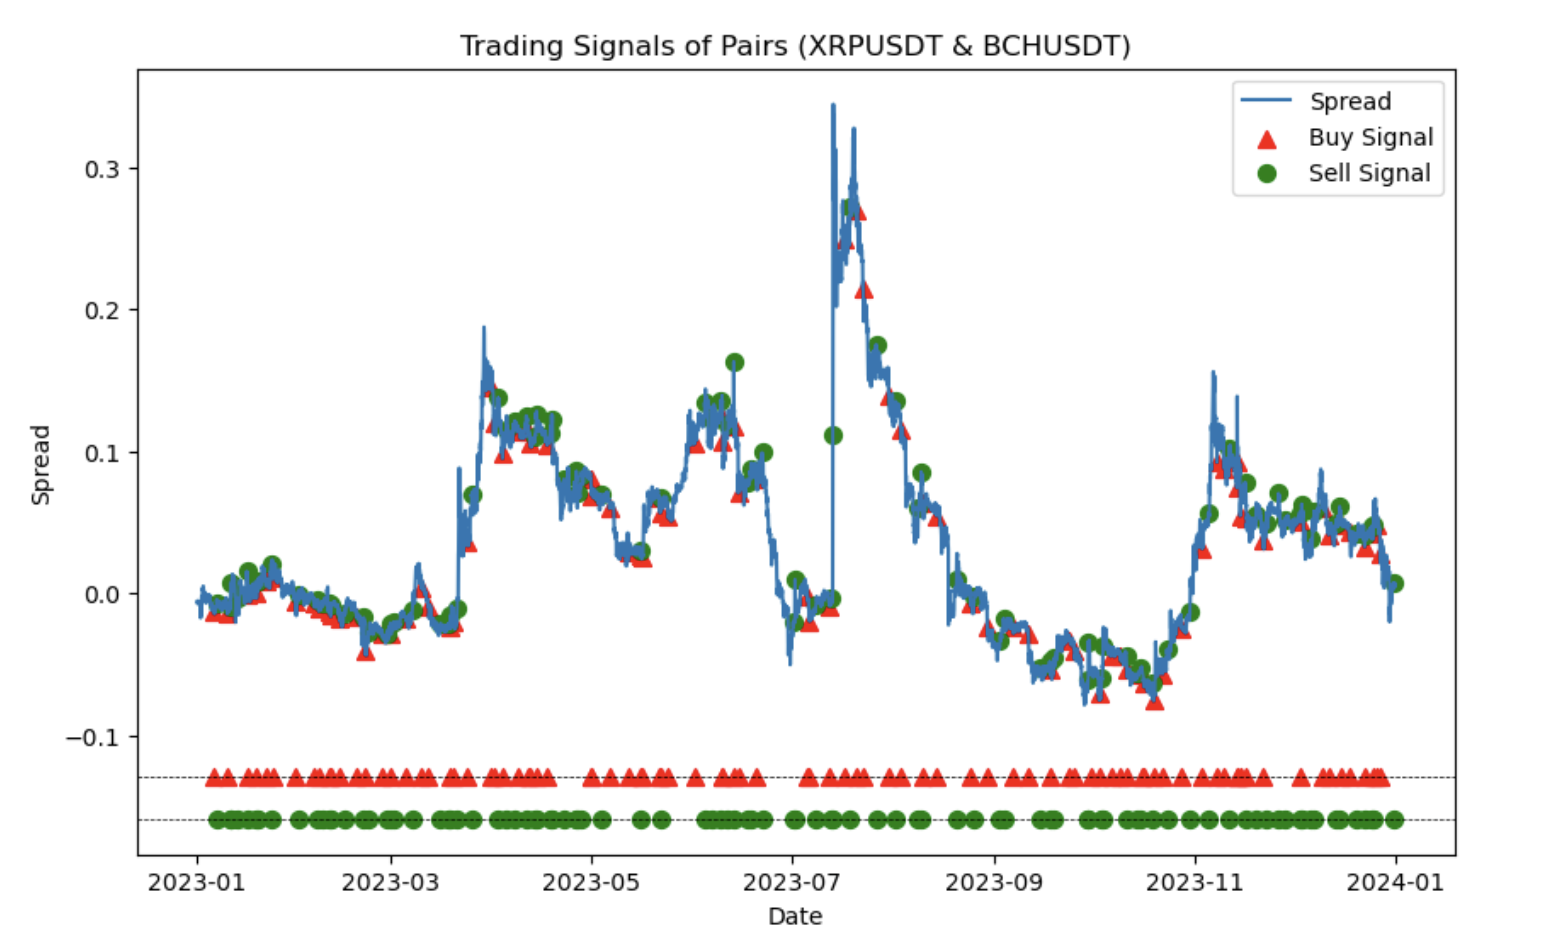 Trading Signals of Pairs (XRPUSDT & BCHUSDT)
Spread
Buy Signal
Sell Signal
0.3
0.2
0.1
0.0
−0.1
Spread
2023-01
2023-03
2023-05
2023-07
2023-09
2023-11
2024-01
Date